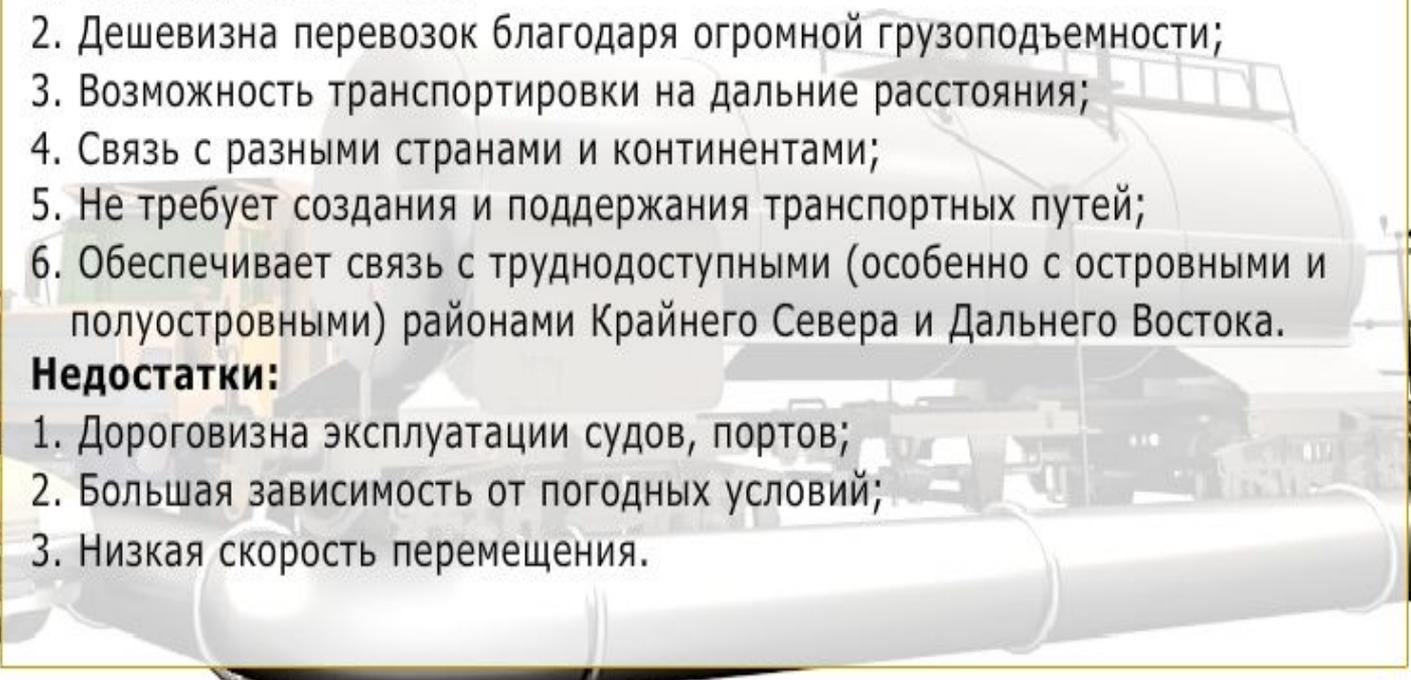 2. Дешевизна перевозок благодаря огромной грузоподъемности;
3. Возможность транспортировки на дальние расстояния;
4. Связь с разными странами и континентами;
5. Не требует создания и поддержания транспортных путей;
6. Обеспечивает связь с труднодоступными (особенно с островными и
полуостровными) районами Крайнего Севера и Дальнего Востока.
Недостатки:
1. Дороговизна эксплуатации судов, портов;
2. Большая зависимость от погодных условий;
3. Низкая скорость перемещения.